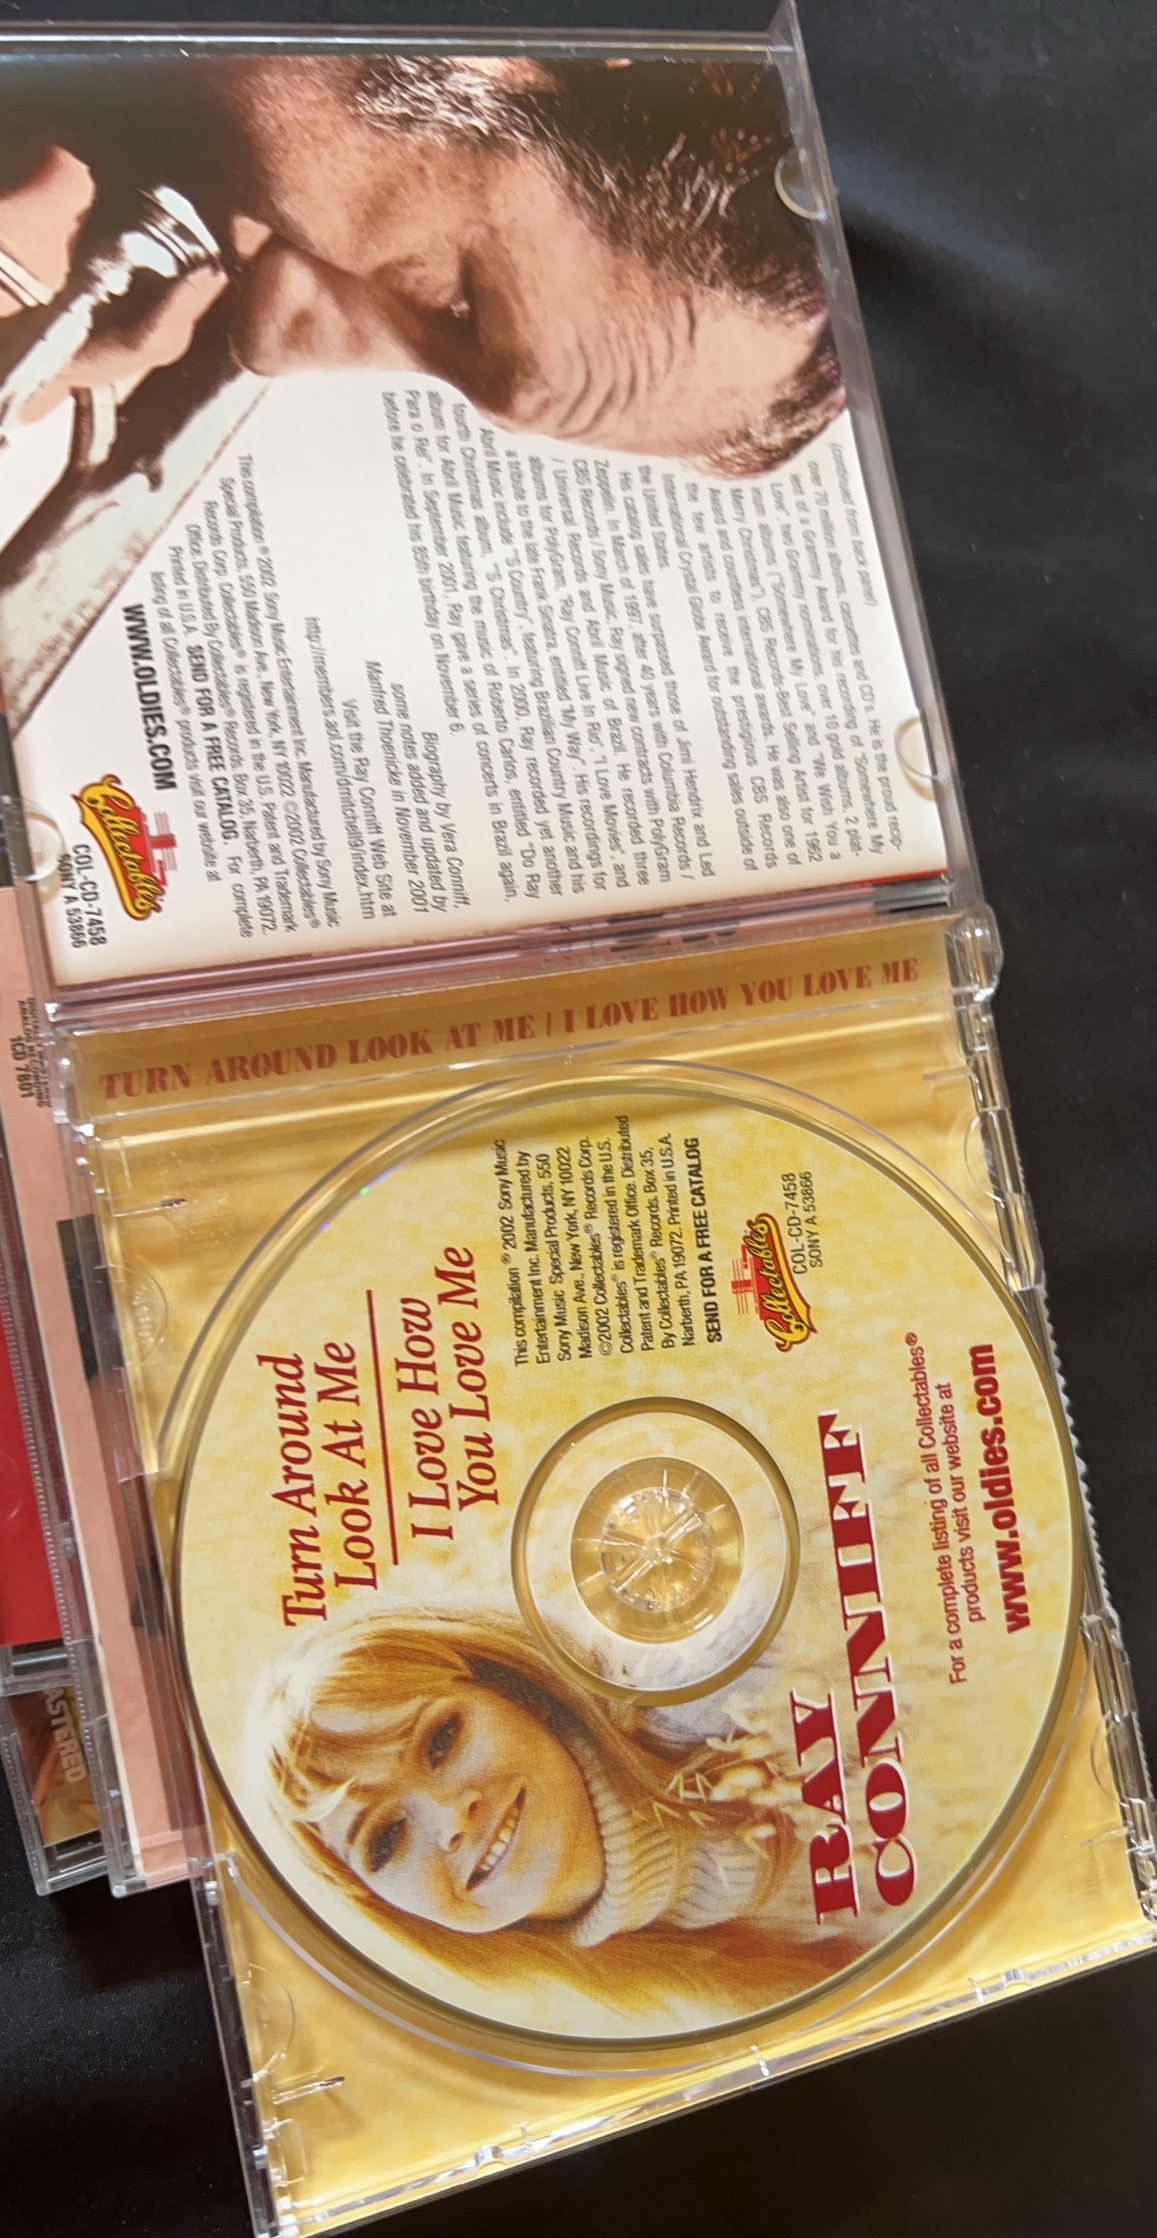 (continued from back panel)
over 70 million albums, cassettes and CD's. He is the proud recip-
ient of a Grammy Award for his recording of "Somewhere My
Love", two Grammy nominations, over 10 gold albums, 2 plat-
inum albums ("Somewhere My Love" and "We Wish You a
Merry Christmas"), CBS Records-Best Selling Artist for 1962
Award and countless international awards. He was also one of
the few artists to receive the prestigious CBS Records
International Crystal Globe Award for outstanding sales outside of
the United States.
His catalog sales have surpassed those of Jimi Hendrix and Led
Zeppelin. In March of 1997, after 40 years with Columbia Records /
CBS Records / Sony Music, Ray signed new contracts with PolyGram
/ Universal Records and Abril Music of Brazil. He recorded three
albums for PolyGram, "Ray Conniff Live In Rio", "I Love Movies", and
a tribute to the late Frank Sinatra, entitled "My Way". His recordings for
Abril Music include "'S Country", featuring Brazilian Country Music and his
fourth Christmas album, "'S Christmas". In 2000, Ray recorded yet another
album for Abril Music featuring the music of Roberto Carlos, entitled "Do Ray
Para o Rei". In September 2001, Ray gave a series of concerts in Brazil again,
before he celebrated his 85th birthday on November 6.
Biography by Vera Conniff,
some notes added and updated by
Manfred Thoenicke in November 2001
Visit the Ray Conniff Web Site at
http://members.aol.com/dmitchell9/index.htm
This compilation ℗2002 Sony Music Entertainment Inc. Manufactured by Sony Music
Special Products, 550 Madison Ave., New York, NY 10022 ©2002 Collectables®
Records Corp. Collectables® is registered in the U.S. Patent and Trademark
Office. Distributed By Collectables® Records, Box 35, Narberth, PA 19072.
Printed in U.S.A. SEND FOR A FREE CATALOG. For complete
listing of all Collectables® products visit our website at
WWW.OLDIES.COM
Collectables
COL-CD-7458
SONY A 53866
TURN AROUND LOOK AT ME / I LOVE HOW YOU LOVE ME
Turn Around
Look At Me
I Love How
You Love Me
This compilation ℗ 2002 Sony Music
Entertainment Inc. Manufactured by
Sony Music Special Products, 550
Madison Ave., New York, NY 10022
©2002 Collectables® Records Corp.
Collectables® is registered in the U.S.
Patent and Trademark Office. Distributed
By Collectables® Records, Box 35,
Narberth, PA 19072. Printed in U.S.A.
SEND FOR A FREE CATALOG
Collectables
COL-CD-7458
SONY A 53866
RAY
CONNIFF
For a complete listing of all Collectables®
products visit our website at
www.oldies.com
1CD 7801
ASTERED